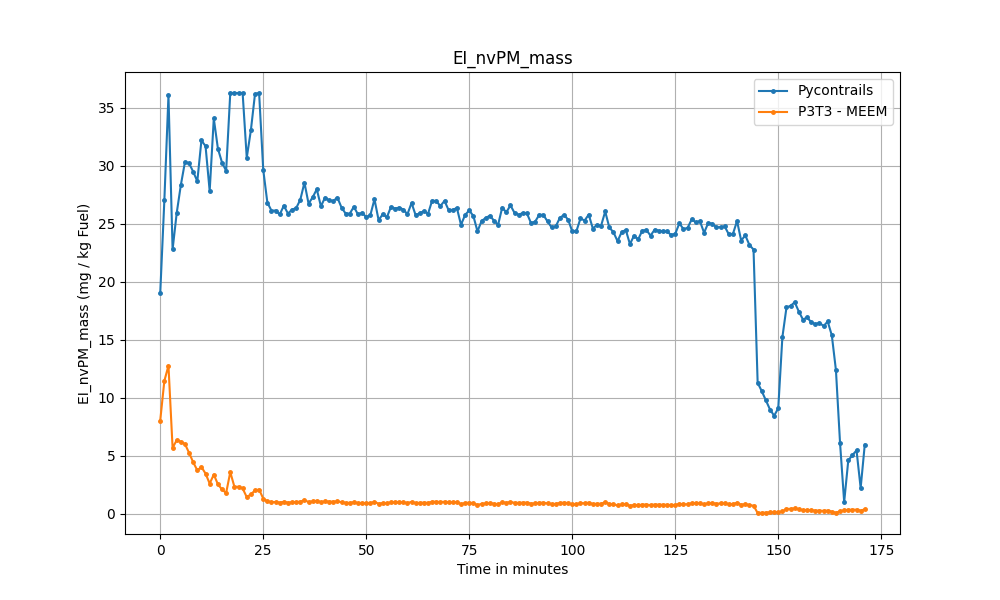 EI_nvPM_mass
Pycontrails
P3T3 - MEEM
EI_nvPM_mass (mg / kg Fuel)
35
30
25
20
15
10
5
0
0 25 50 75 100 125 150 175
Time in minutes